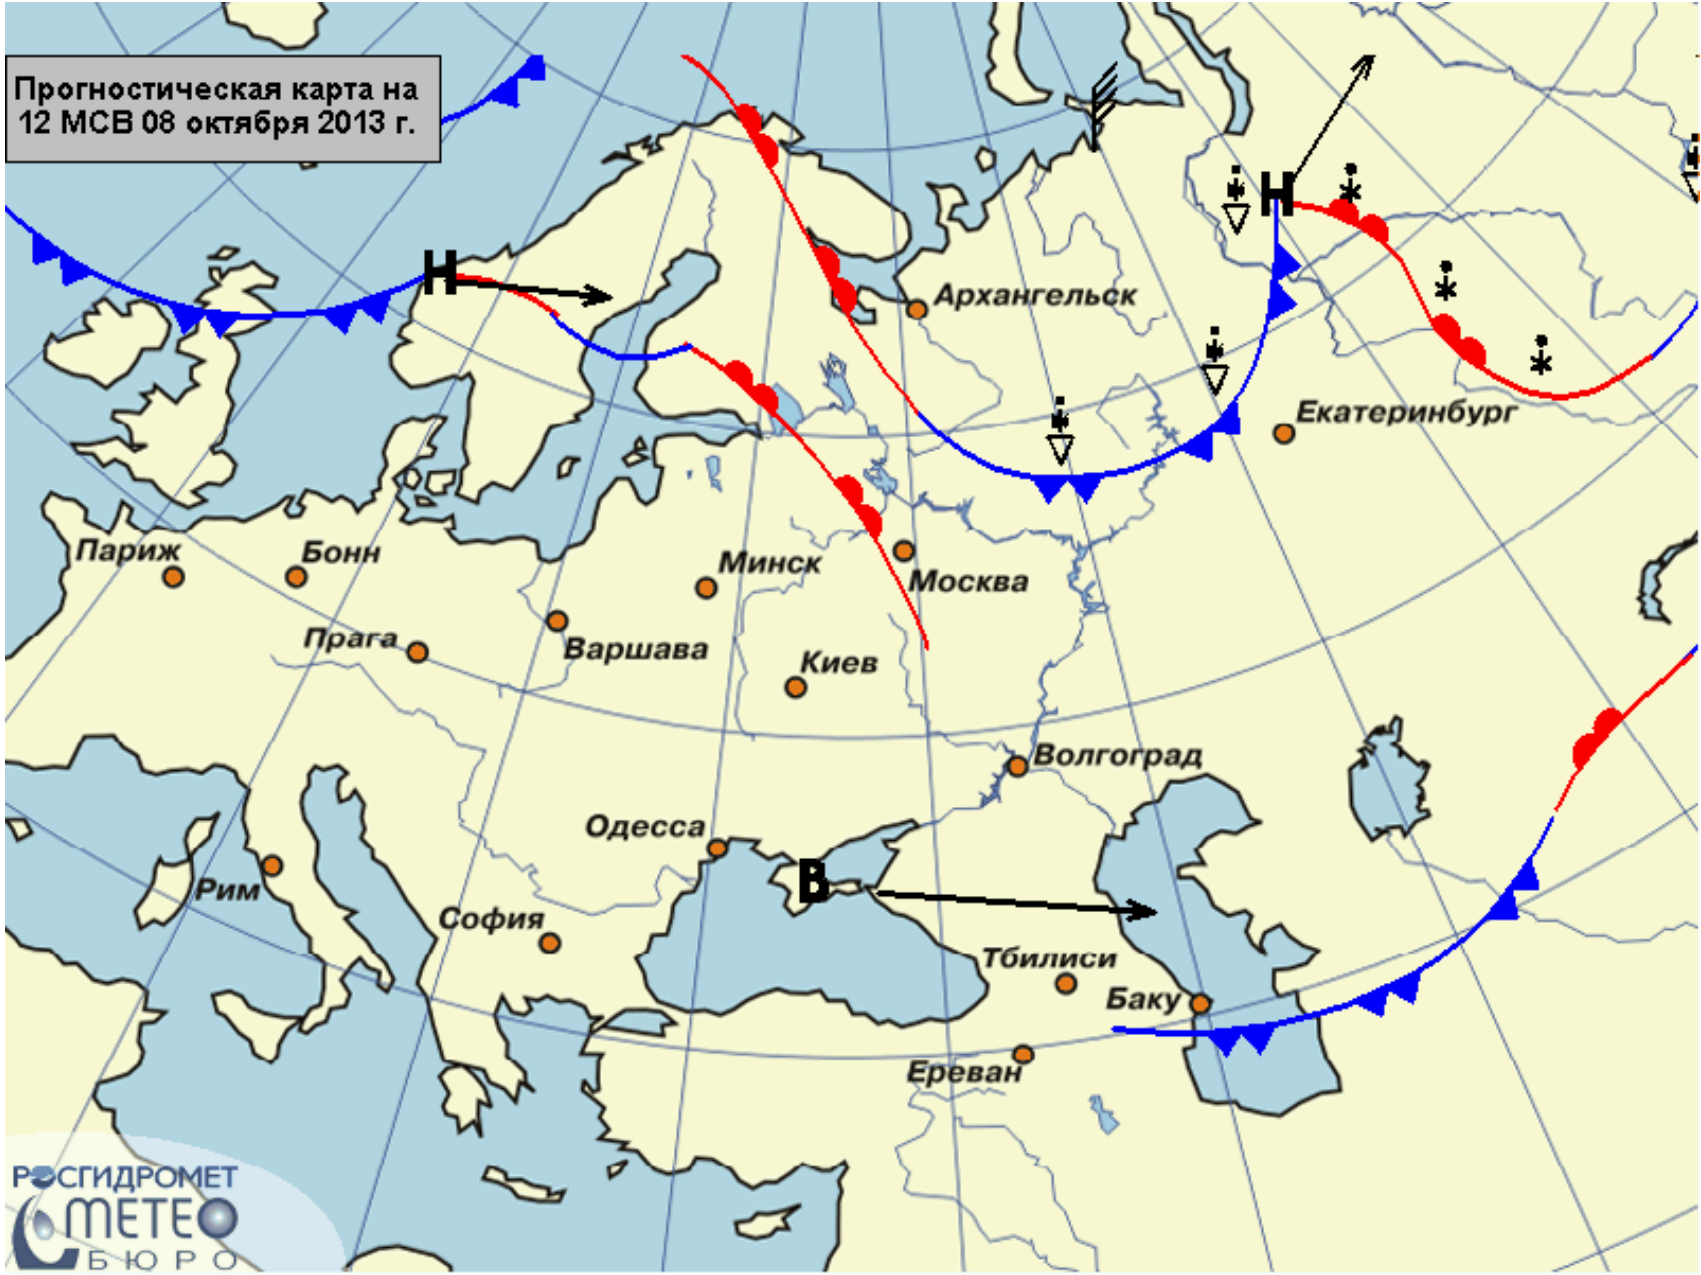 Прогностическая карта на
12 МСВ 08 октября 2013 г.
Н
Н
Архангельск
Екатеринбург
Париж
Бонн
Минск
Москва
Прага
Варшава
Киев
Волгоград
Одесса
В
Рим
София
Тбилиси
Баку
Ереван
РОСГИДРОМЕТ
МЕТЕО
БЮРО